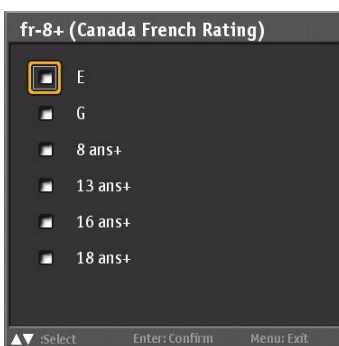 fr-8+ (Canada French Rating)
E
G
8 ans+
13 ans+
16 ans+
18 ans+
▲▼ :Select Enter: Confirm Menu: Exit